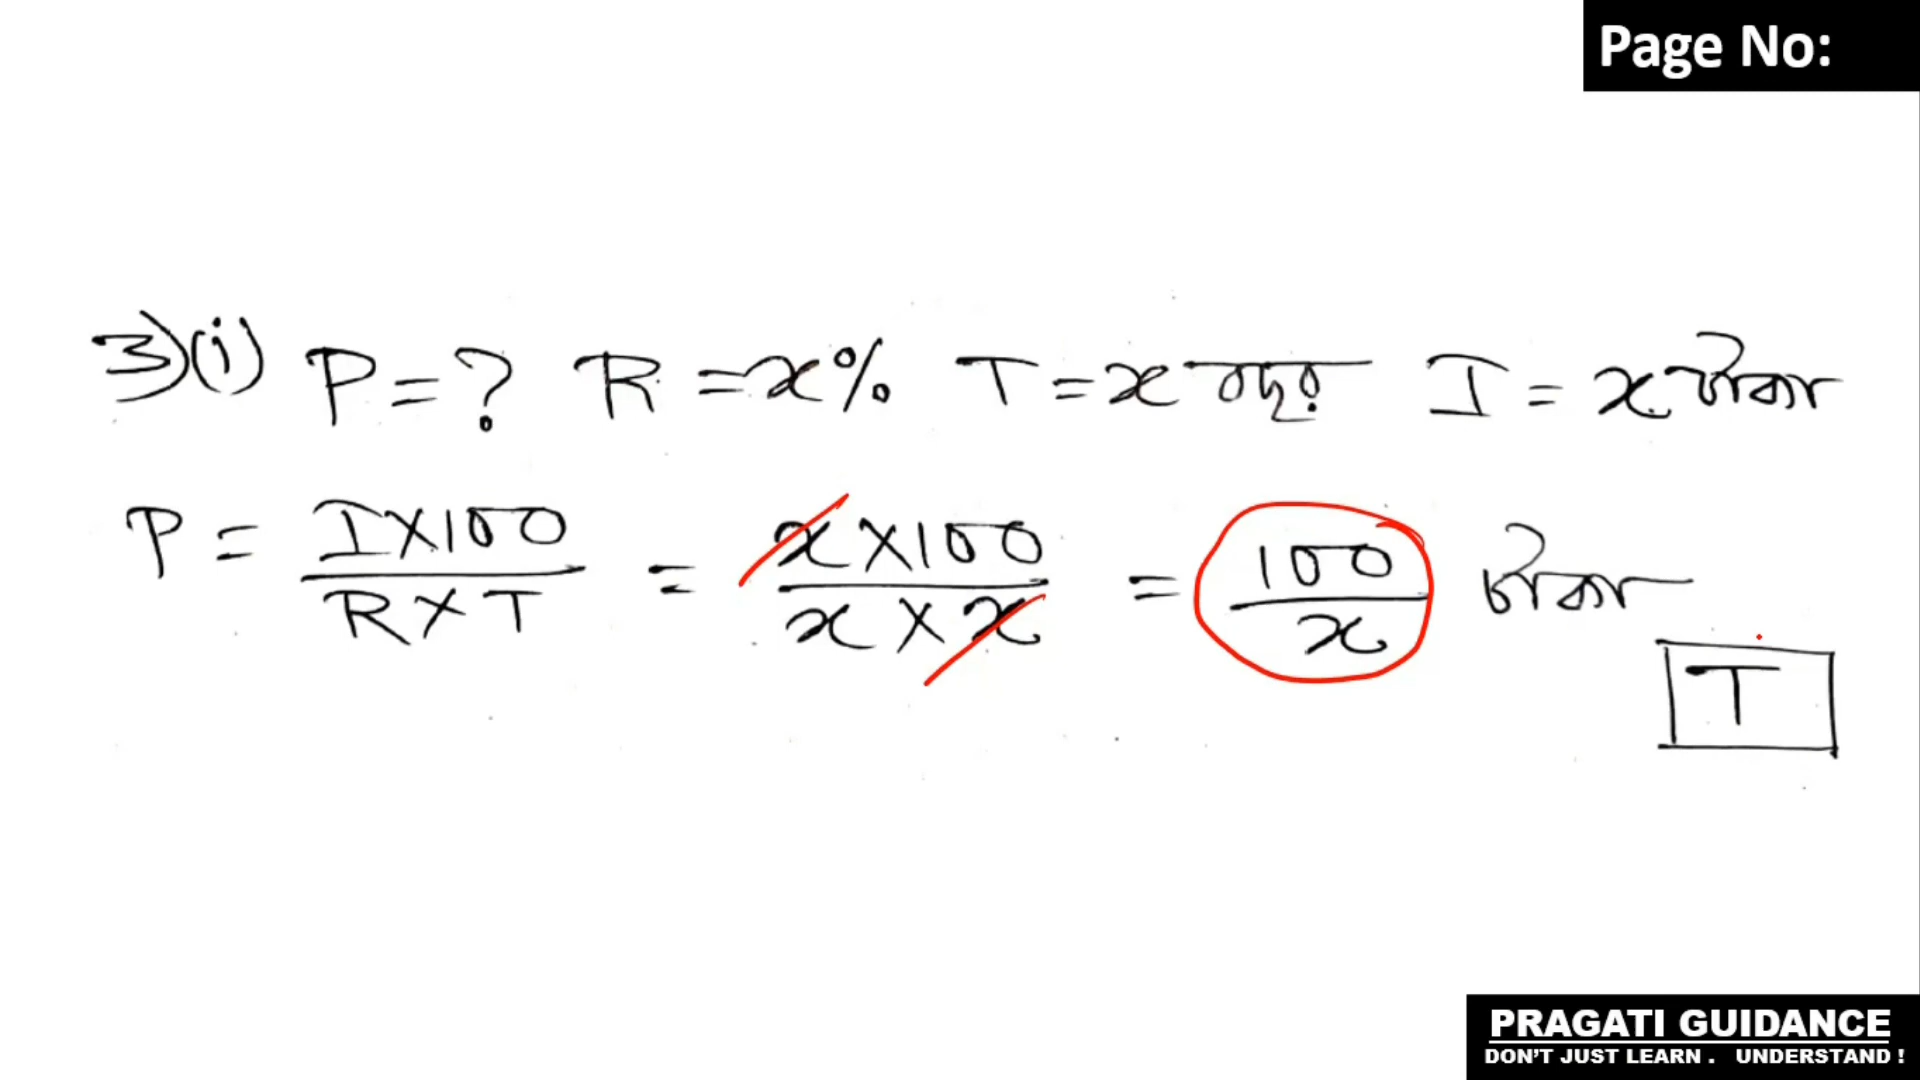 Page No:
3)(i) P = ? R = x% T = x বছর I = x টাকা
P = I×100 / R×T = x×100 / x×x = 100 / x টাকা
T
PRAGATI GUIDANCE
DON'T JUST LEARN . UNDERSTAND !